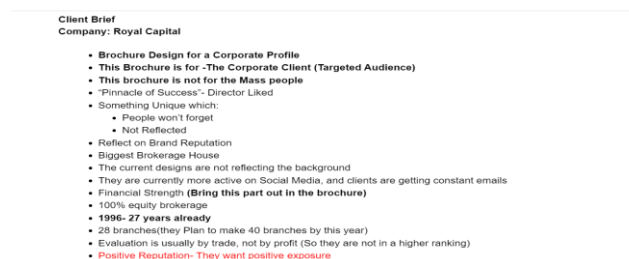 Client Brief
Company: Royal Capital
• Brochure Design for a Corporate Profile
• This Brochure is for -The Corporate Client (Targeted Audience)
• This brochure is not for the Mass people
• “Pinnacle of Success”- Director Liked
• Something Unique which:
• People won’t forget
• Not Reflected
• Reflect on Brand Reputation
• Biggest Brokerage House
• The current designs are not reflecting the background
• They are currently more active on Social Media, and clients are getting constant emails
• Financial Strength (Bring this part out in the brochure)
• 100% equity brokerage
• 1996- 27 years already
• 28 branches(they Plan to make 40 branches by this year)
• Evaluation is usually by trade, not by profit (So they are not in a higher ranking)
• Positive Reputation- They want positive exposure